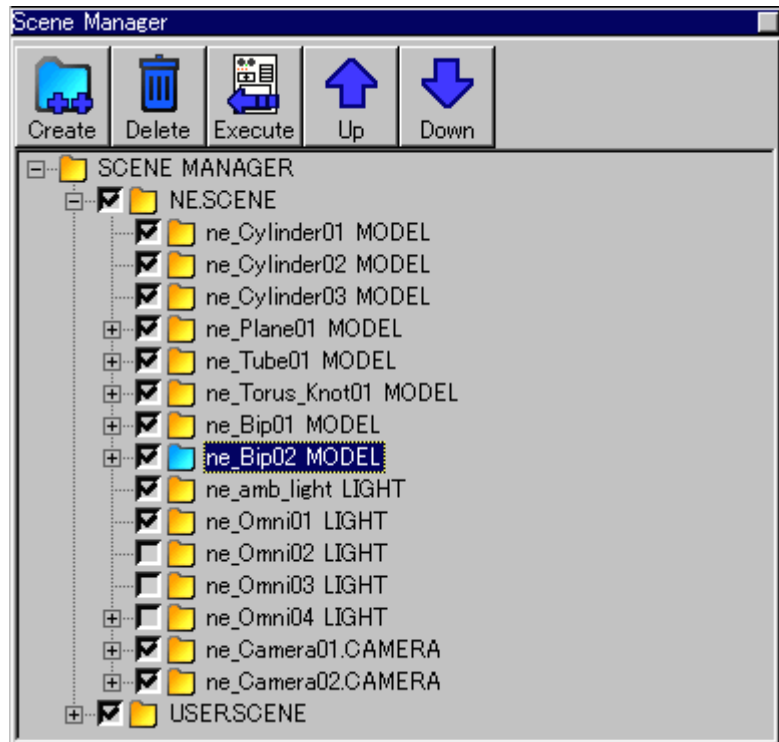 Scene Manager
Create Delete Execute Up Down
SCENE MANAGER
NE.SCENE
ne_Cylinder01 MODEL
ne_Cylinder02 MODEL
ne_Cylinder03 MODEL
ne_Plane01 MODEL
ne_Tube01 MODEL
ne_Torus_Knot01 MODEL
ne_Bip01 MODEL
ne_Bip02 MODEL
ne_amb_light LIGHT
ne_Omni01 LIGHT
ne_Omni02 LIGHT
ne_Omni03 LIGHT
ne_Omni04 LIGHT
ne_Camera01.CAMERA
ne_Camera02.CAMERA
USER.SCENE